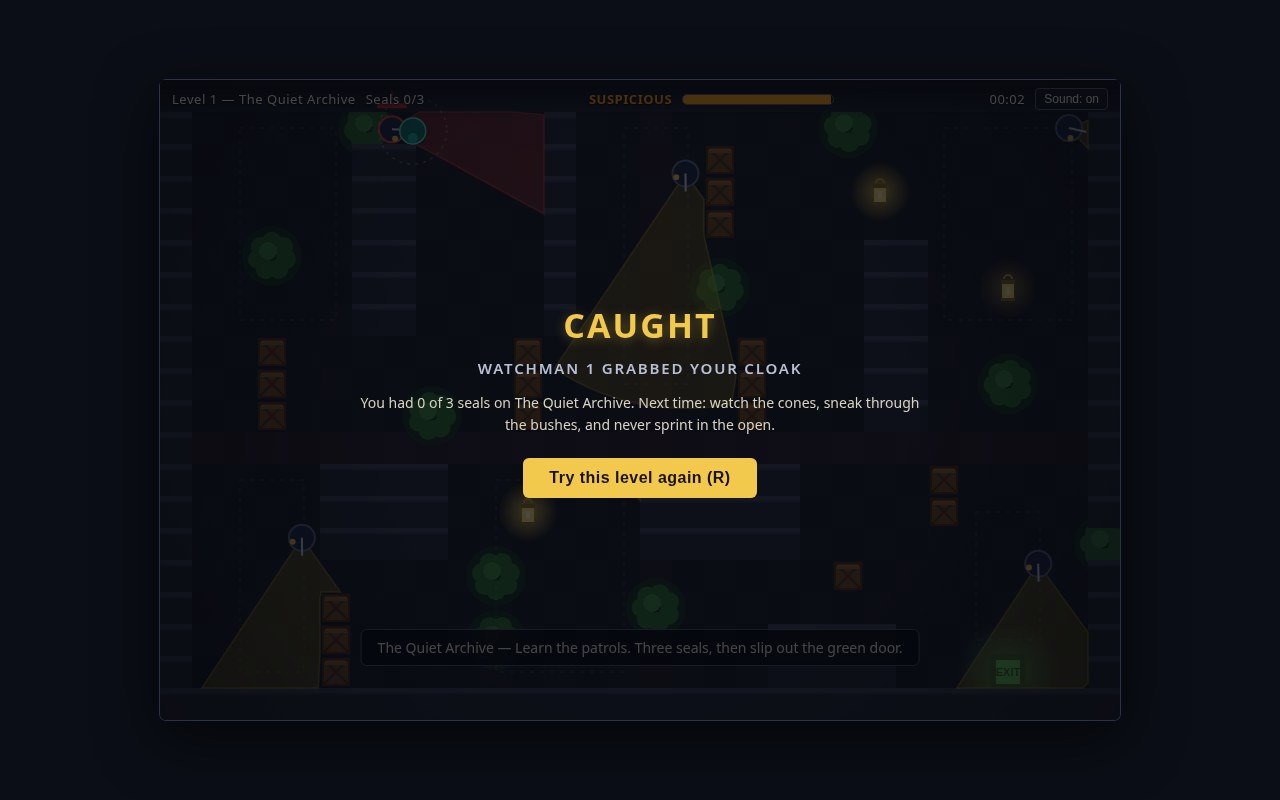 Level 1 — The Quiet Archive Seals 0/3 SUSPICIOUS 00:02 Sound: on
CAUGHT
WATCHMAN 1 GRABBED YOUR CLOAK
You had 0 of 3 seals on The Quiet Archive. Next time: watch the cones, sneak through
the bushes, and never sprint in the open.
Try this level again (R)
The Quiet Archive — Learn the patrols. Three seals, then slip out the green door.
EXIT